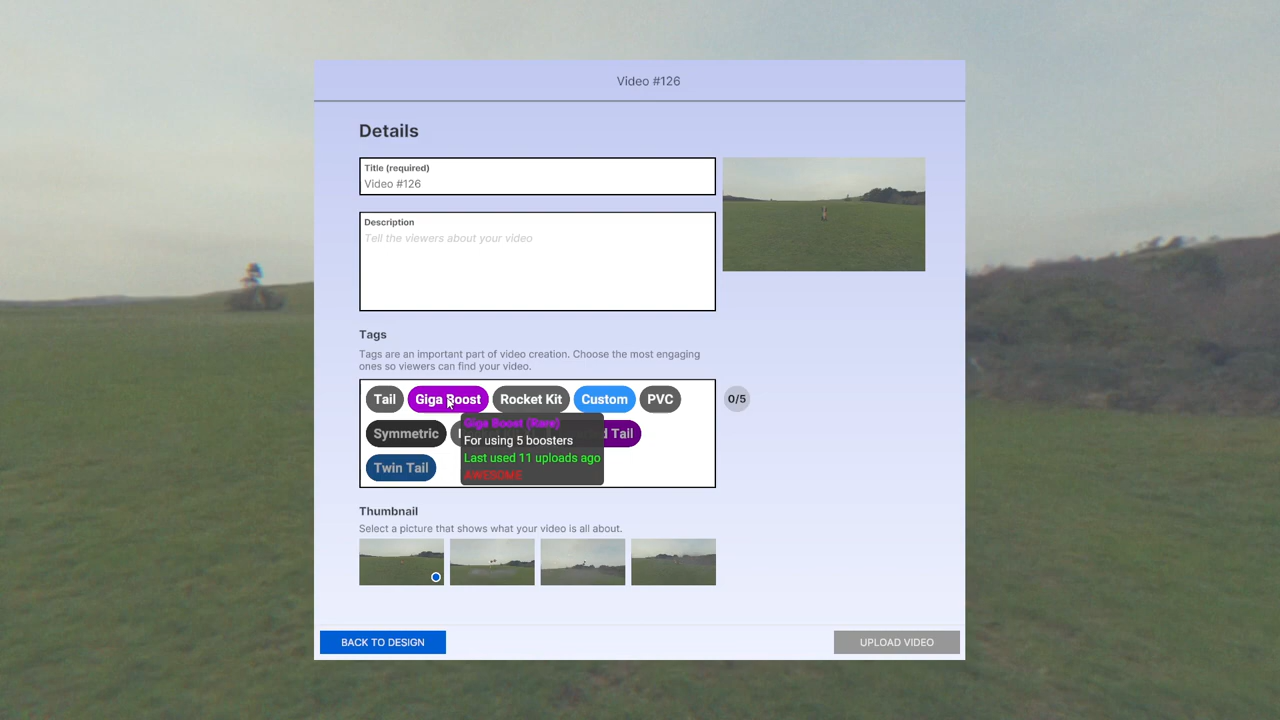 Video #126
Details
Title (required)
Video #126
Description
Tell the viewers about your video
Tags
Tags are an important part of video creation. Choose the most engaging
ones so viewers can find your video.
Tail Giga Boost Rocket Kit Custom PVC 0/5
Giga Boost (Rare)
Symmetric Tail
For using 5 boosters
Last used 11 uploads ago
Twin Tail
AWESOME
Thumbnail
Select a picture that shows what your video is all about.
BACK TO DESIGN UPLOAD VIDEO